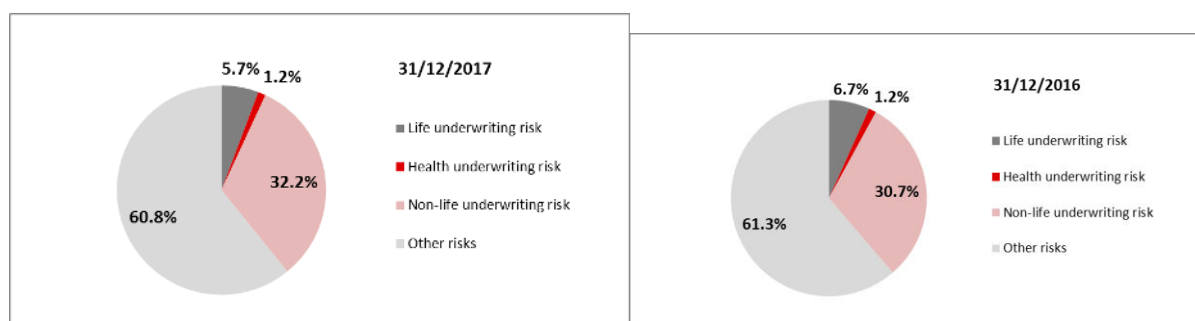 31/12/2017
5.7%
1.2%
32.2%
60.8%
Life underwriting risk
Health underwriting risk
Non-life underwriting risk
Other risks
31/12/2016
6.7%
1.2%
30.7%
61.3%
Life underwriting risk
Health underwriting risk
Non-life underwriting risk
Other risks